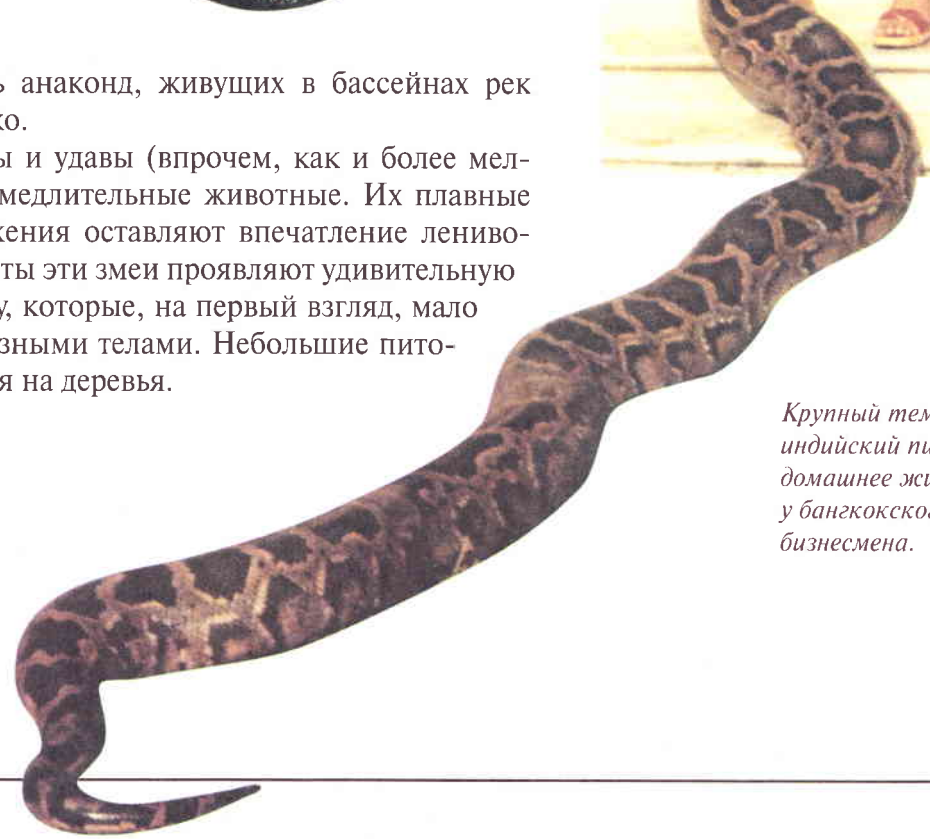 ь анаконд, живущих в бассейнах рек
ко.
ы и удавы (впрочем, как и более мел-
медлительные животные. Их плавные
жения оставляют впечатление лениво-
ты эти змеи проявляют удивительную
у, которые, на первый взгляд, мало
зными телами. Небольшие пито-
я на деревья.
Крупный тем
индийский пи
домашнее жи
у бангкокског
бизнесмена.